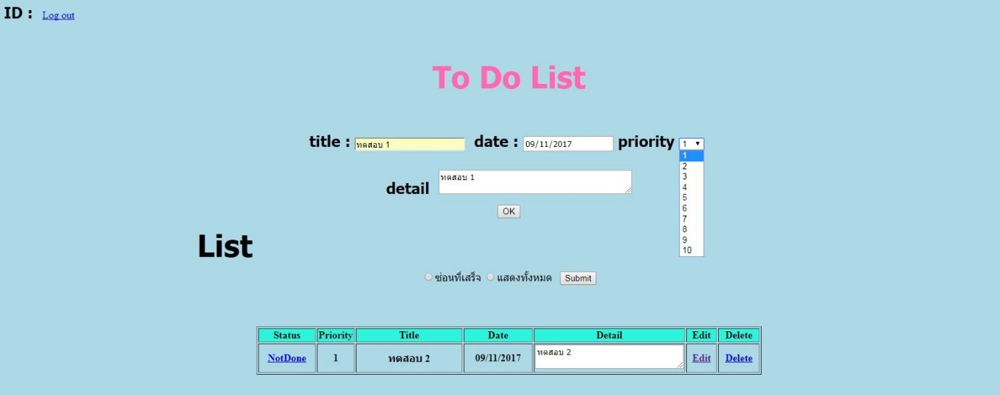 ID : Log out
To Do List
title : ทดสอบ 1 date : 09/11/2017 priority 1
1
2
3
4
5
6
7
8
9
10
detail ทดสอบ 1
OK
List
ซ่อนที่เสร็จ แสดงทั้งหมด Submit
Status Priority Title Date Detail Edit Delete
NotDone 1 ทดสอบ 2 09/11/2017 ทดสอบ 2 Edit Delete